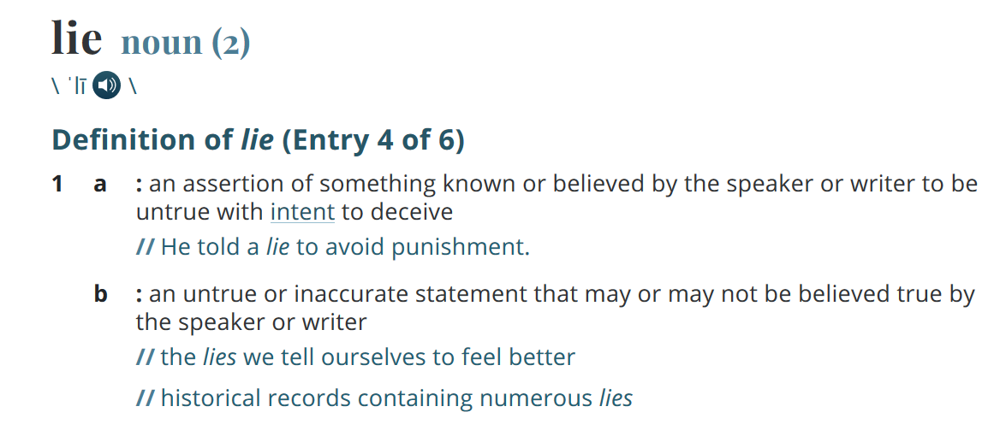 lie noun (2)
\ ˈlī \
Definition of lie (Entry 4 of 6)
1 a : an assertion of something known or believed by the speaker or writer to be
untrue with intent to deceive
// He told a lie to avoid punishment.
b : an untrue or inaccurate statement that may or may not be believed true by
the speaker or writer
// the lies we tell ourselves to feel better
// historical records containing numerous lies